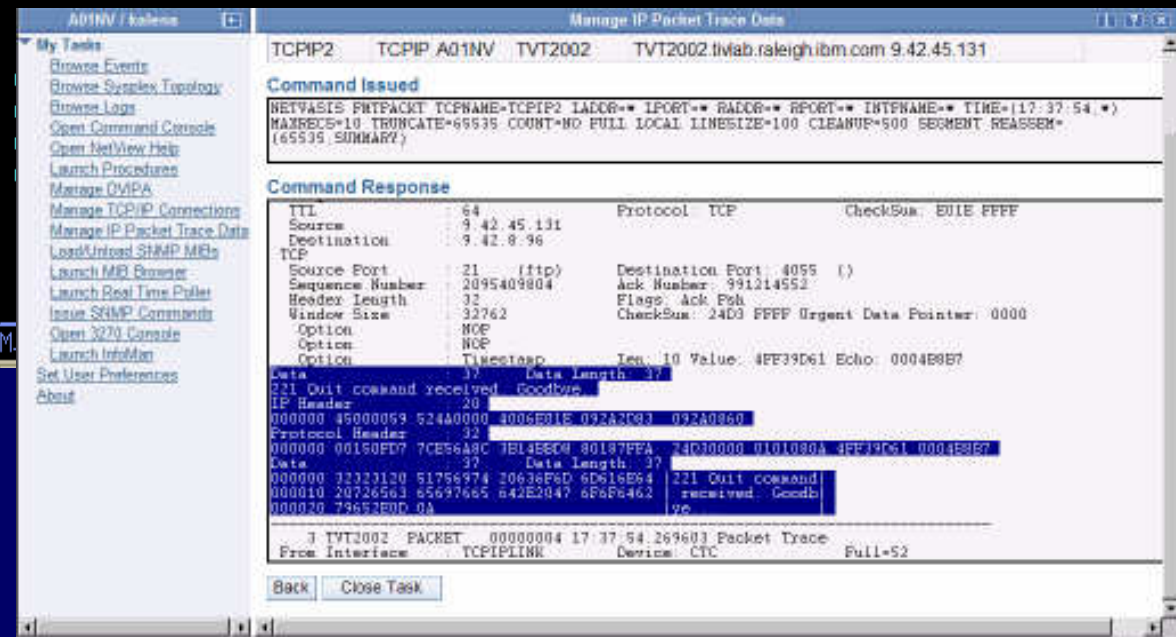 A01NV / kalena
Manage IP Packet Trace Data
My Tasks
Browse Events
Browse Sysplex Topology
Browse Logs
Open Command Console
Open NetView Help
Launch Procedures
Manage DVIPA
Manage TCP/IP Connections
Manage IP Packet Trace Data
Load/Unload SNMP MIBs
Launch MIB Browser
Launch Real Time Poller
Issue SNMP Commands
Open 3270 Console
Launch InfoMan
Set User Preferences
About
TCPIP2 TCPIP A01NV TVT2002 TVT2002.tivlab.raleigh.ibm.com 9.42.45.131
Command Issued
NETVASIS FMTPACKT TCPNAME=TCPIP2 LADDR=* LPORT=* RADDR=* RPORT=* INTFNAME=* TIME=(17:37:54,*)
MAXRECS=10 TRUNCATE=65535 COUNT=NO FULL LOCAL LINESIZE=100 CLEANUP=500 SEGMENT REASSEM=
(65535,SUMMARY)
Command Response
TTL : 64 Protocol: TCP CheckSum: E01E FFFF
Source : 9.42.45.131
Destination : 9.42.8.96
TCP
Source Port : 21 (ftp) Destination Port: 4055 ()
Sequence Number : 2095409804 Ack Number: 991214552
Header Length : 32 Flags: Ack Psh
Window Size : 32762 CheckSum: 24D3 FFFF Urgent Data Pointer: 0000
Option : NOP
Option : NOP
Option : Timestamp Len: 10 Value: 4FF39D61 Echo: 0004B8B7
Data : 37 Data Length: 37
221 Quit command received. Goodbye.
IP Header : 20
000000 45000059 524A0000 4006E01E 092A2D83 092A0860
Protocol Header : 32
000000 00150FD7 7CE56A8C 3B14BBD8 80187FFA 24D30000 0101080A 4FF39D61 0004B8B7
Data : 37 Data Length: 37
000000 32323120 51756974 20636F6D 6D616E64 |221 Quit command|
000010 20726563 65697665 642E2047 6F6F6462 | received. Goodb|
000020 79652E0D 0A |ye
3 TVT2002 PACKET 00000004 17:37:54.269603 Packet Trace
From Interface : TCPIPLINK Device: CTC Full=52
Back Close Task